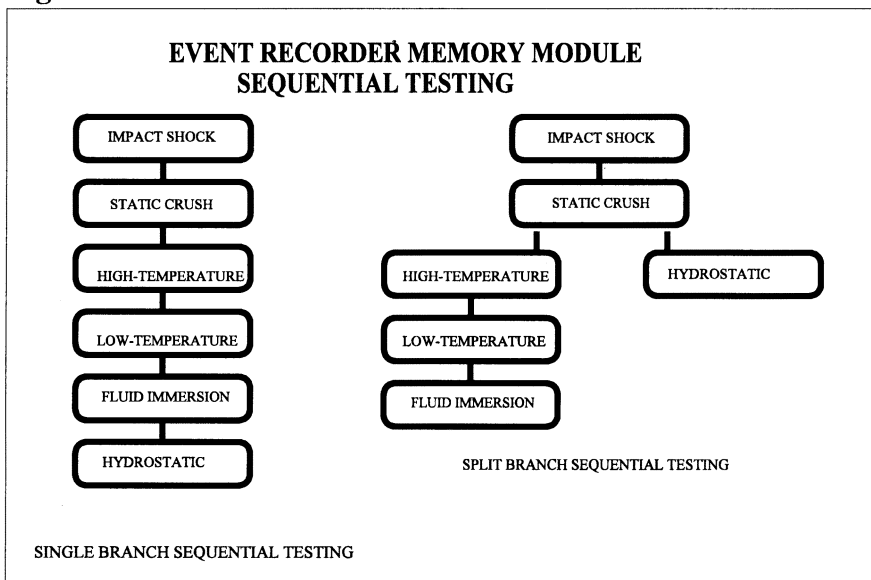 EVENT RECORDER MEMORY MODULE
SEQUENTIAL TESTING
IMPACT SHOCK
STATIC CRUSH
HIGH-TEMPERATURE
LOW-TEMPERATURE
FLUID IMMERSION
HYDROSTATIC
SINGLE BRANCH SEQUENTIAL TESTING
IMPACT SHOCK
STATIC CRUSH
HIGH-TEMPERATURE
HYDROSTATIC
LOW-TEMPERATURE
FLUID IMMERSION
SPLIT BRANCH SEQUENTIAL TESTING